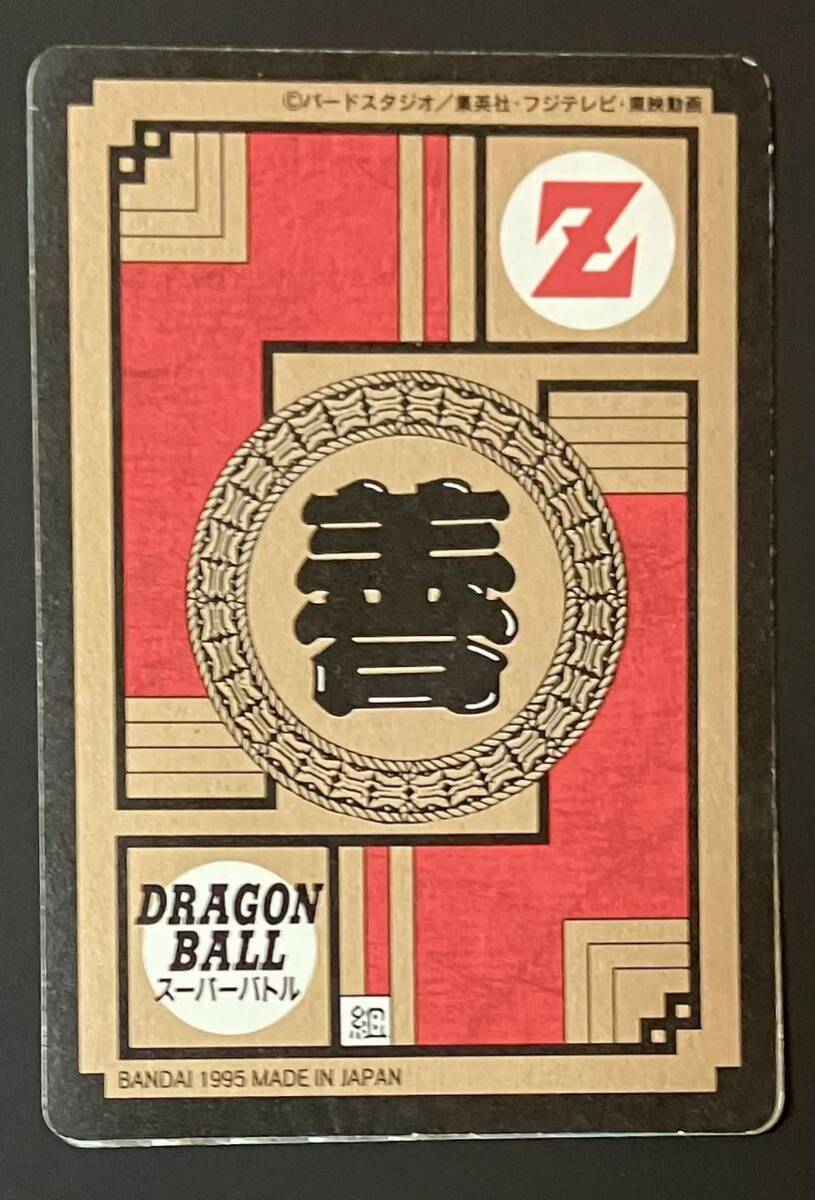 ©バードスタジオ／集英社・フジテレビ・東映動画
Z
善
DRAGON
BALL
スーパーバトル
組
BANDAI 1995 MADE IN JAPAN